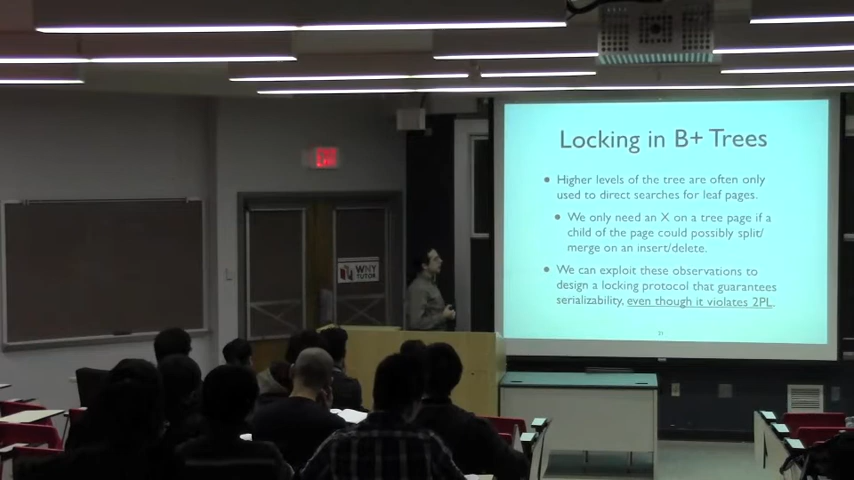 Locking in B+ Trees
• Higher levels of the tree are often only
used to direct searches for leaf pages.
• We only need an X on a tree page if a
child of the page could possibly split/
merge on an insert/delete.
• We can exploit these observations to
design a locking protocol that guarantees
serializability, even though it violates 2PL.
EXIT
WNY
TUTOR